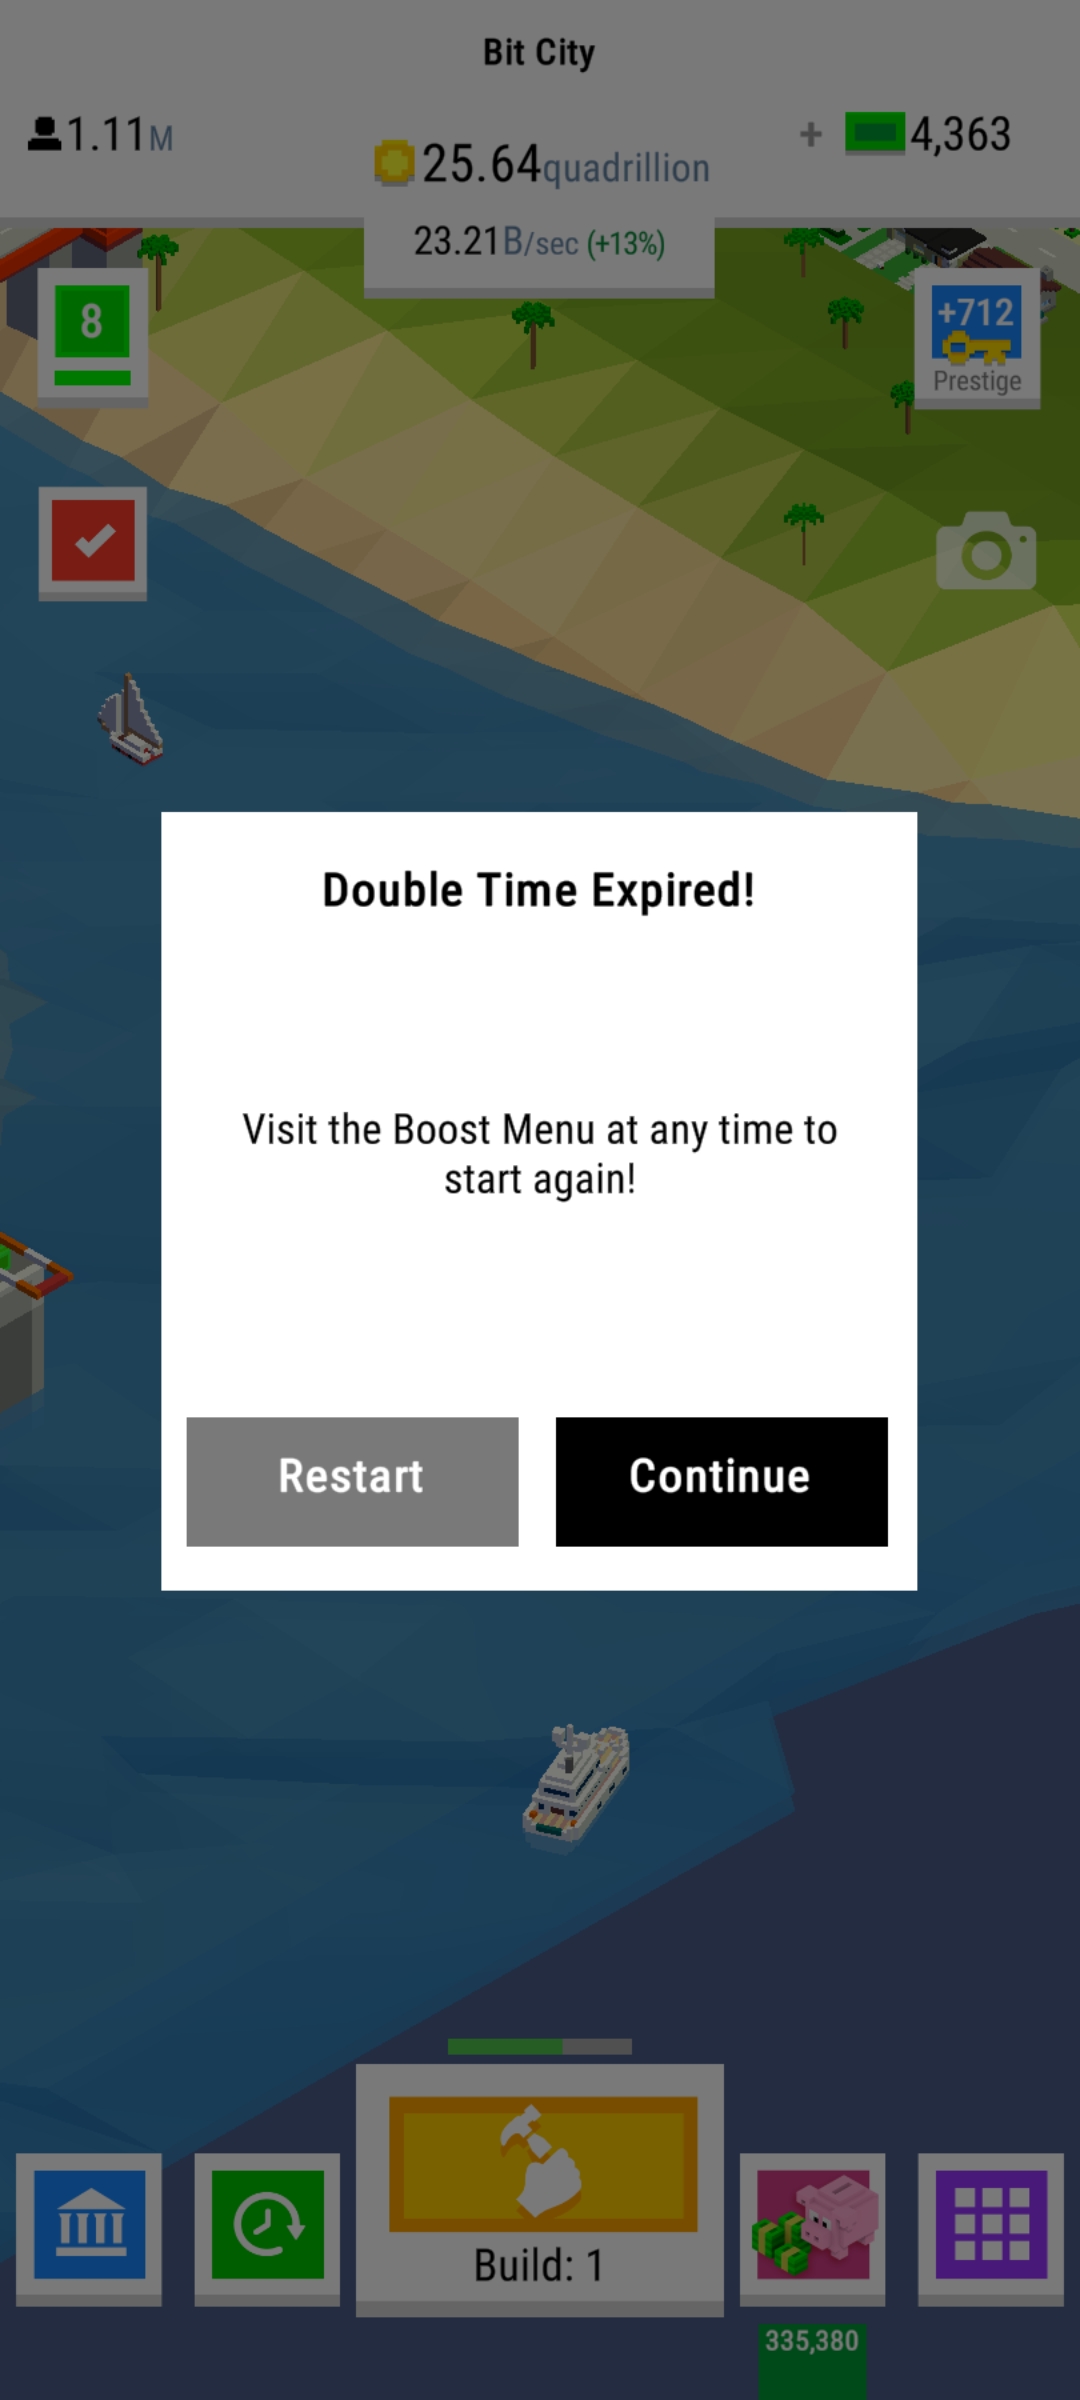 Bit City
1.11M
25.64quadrillion
+ 4,363
23.21B/sec (+13%)
8
+712
Prestige
Double Time Expired!
Visit the Boost Menu at any time to
start again!
Restart
Continue
Build: 1
335,380